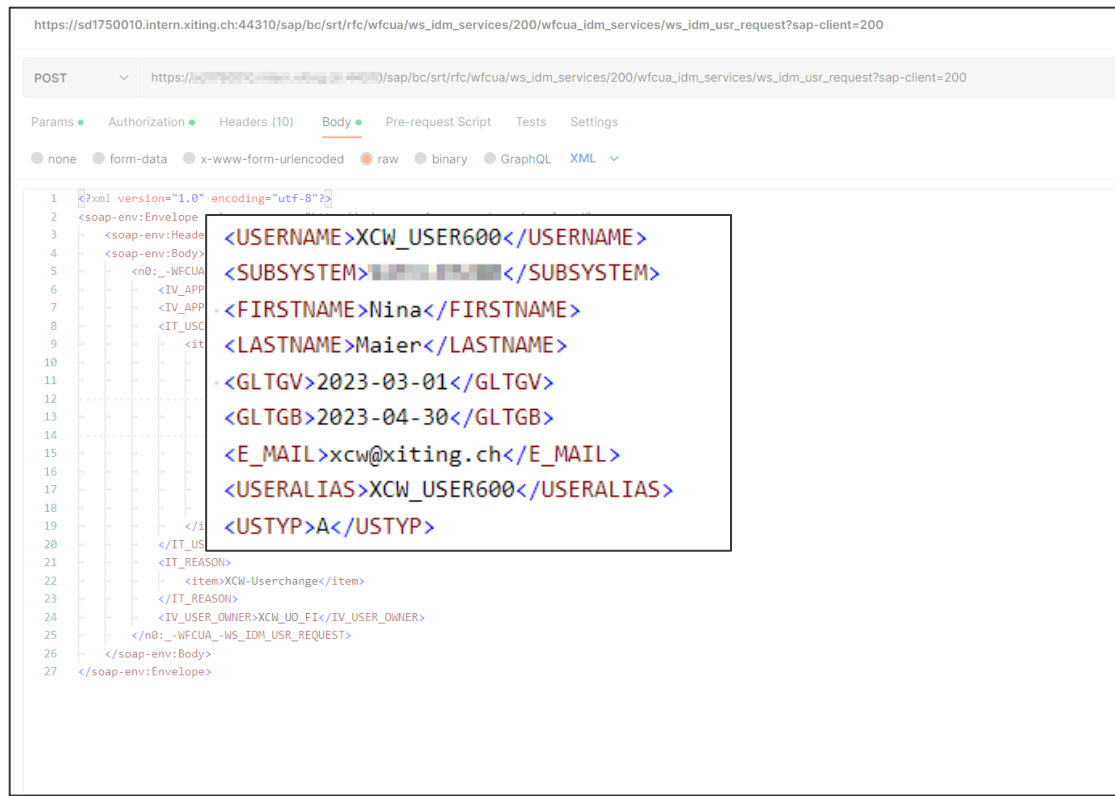 https://sd1750010.intern.xiting.ch:44310/sap/bc/srt/rfc/wfcua/ws_idm_services/200/wfcua_idm_services/ws_idm_usr_request?sap-client=200
POST https:// /sap/bc/srt/rfc/wfcua/ws_idm_services/200/wfcua_idm_services/ws_idm_usr_request?sap-client=200
Params Authorization Headers (10) Body Pre-request Script Tests Settings
none form-data x-www-form-urlencoded raw binary GraphQL XML
1 <?xml version="1.0" encoding="utf-8"?>
2 <soap-env:Envelope
3 <soap-env:Heade
4 <soap-env:Body>
5 <n0:_-WFCUA
6 <IV_APP
7 <IV_APP
8 <IT_USC
9 <it
10
11
12
13
14
15
16
17
18
19 </i
20 </IT_US
21 <IT_REASON>
22 <item>XCW-Userchange</item>
23 </IT_REASON>
24 <IV_USER_OWNER>XCW_UO_FI</IV_USER_OWNER>
25 </n0:_-WFCUA_-WS_IDM_USR_REQUEST>
26 </soap-env:Body>
27 </soap-env:Envelope>
<USERNAME>XCW_USER600</USERNAME>
<SUBSYSTEM> </SUBSYSTEM>
<FIRSTNAME>Nina</FIRSTNAME>
<LASTNAME>Maier</LASTNAME>
<GLTGV>2023-03-01</GLTGV>
<GLTGB>2023-04-30</GLTGB>
<E_MAIL>xcw@xiting.ch</E_MAIL>
<USERALIAS>XCW_USER600</USERALIAS>
<USTYP>A</USTYP>